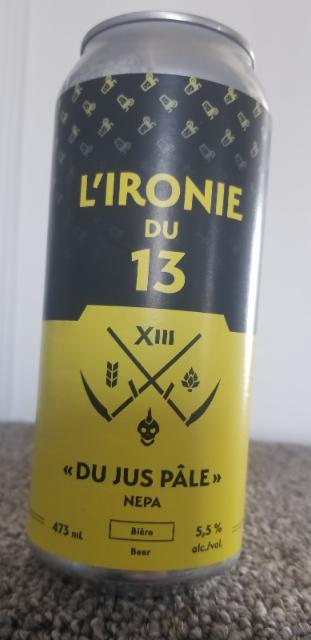 L'IRONIE
DU
13
XIII
«DU JUS PÂLE»
NEPA
473 mL
Bière
Beer
5,5 %
alc./vol.